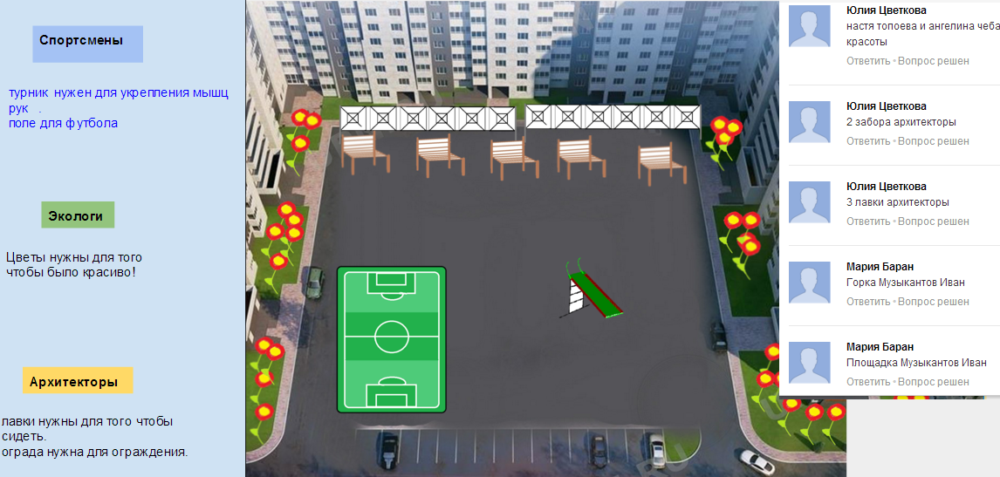 Спортсмены
турник нужен для укрепления мышц
рук .
поле для футбола
Экологи
Цветы нужны для того
чтобы было красиво!
Архитекторы
лавки нужны для того чтобы
сидеть.
ограда нужна для ограждения.
Юлия Цветкова
настя топоева и ангелина чеба
красоты
Ответить • Вопрос решен
Юлия Цветкова
2 забора архитекторы
Ответить • Вопрос решен
Юлия Цветкова
3 лавки архитекторы
Ответить • Вопрос решен
Мария Баран
Горка Музыкантов Иван
Ответить • Вопрос решен
Мария Баран
Площадка Музыкантов Иван
Ответить • Вопрос решен